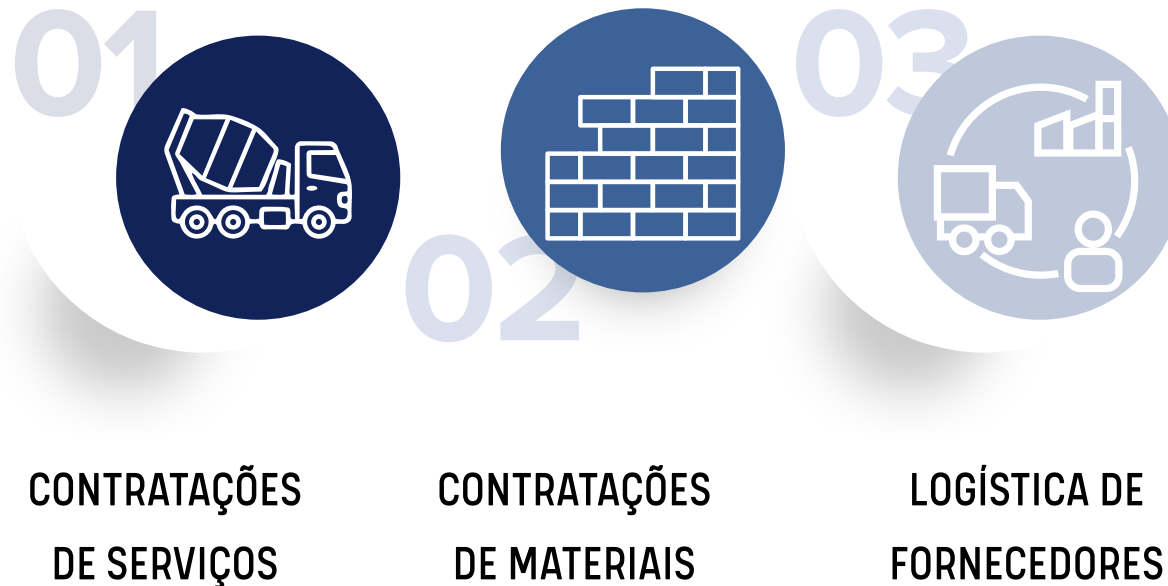 01
02
03
CONTRATAÇÕES
DE SERVIÇOS
CONTRATAÇÕES
DE MATERIAIS
LOGÍSTICA DE
FORNECEDORES